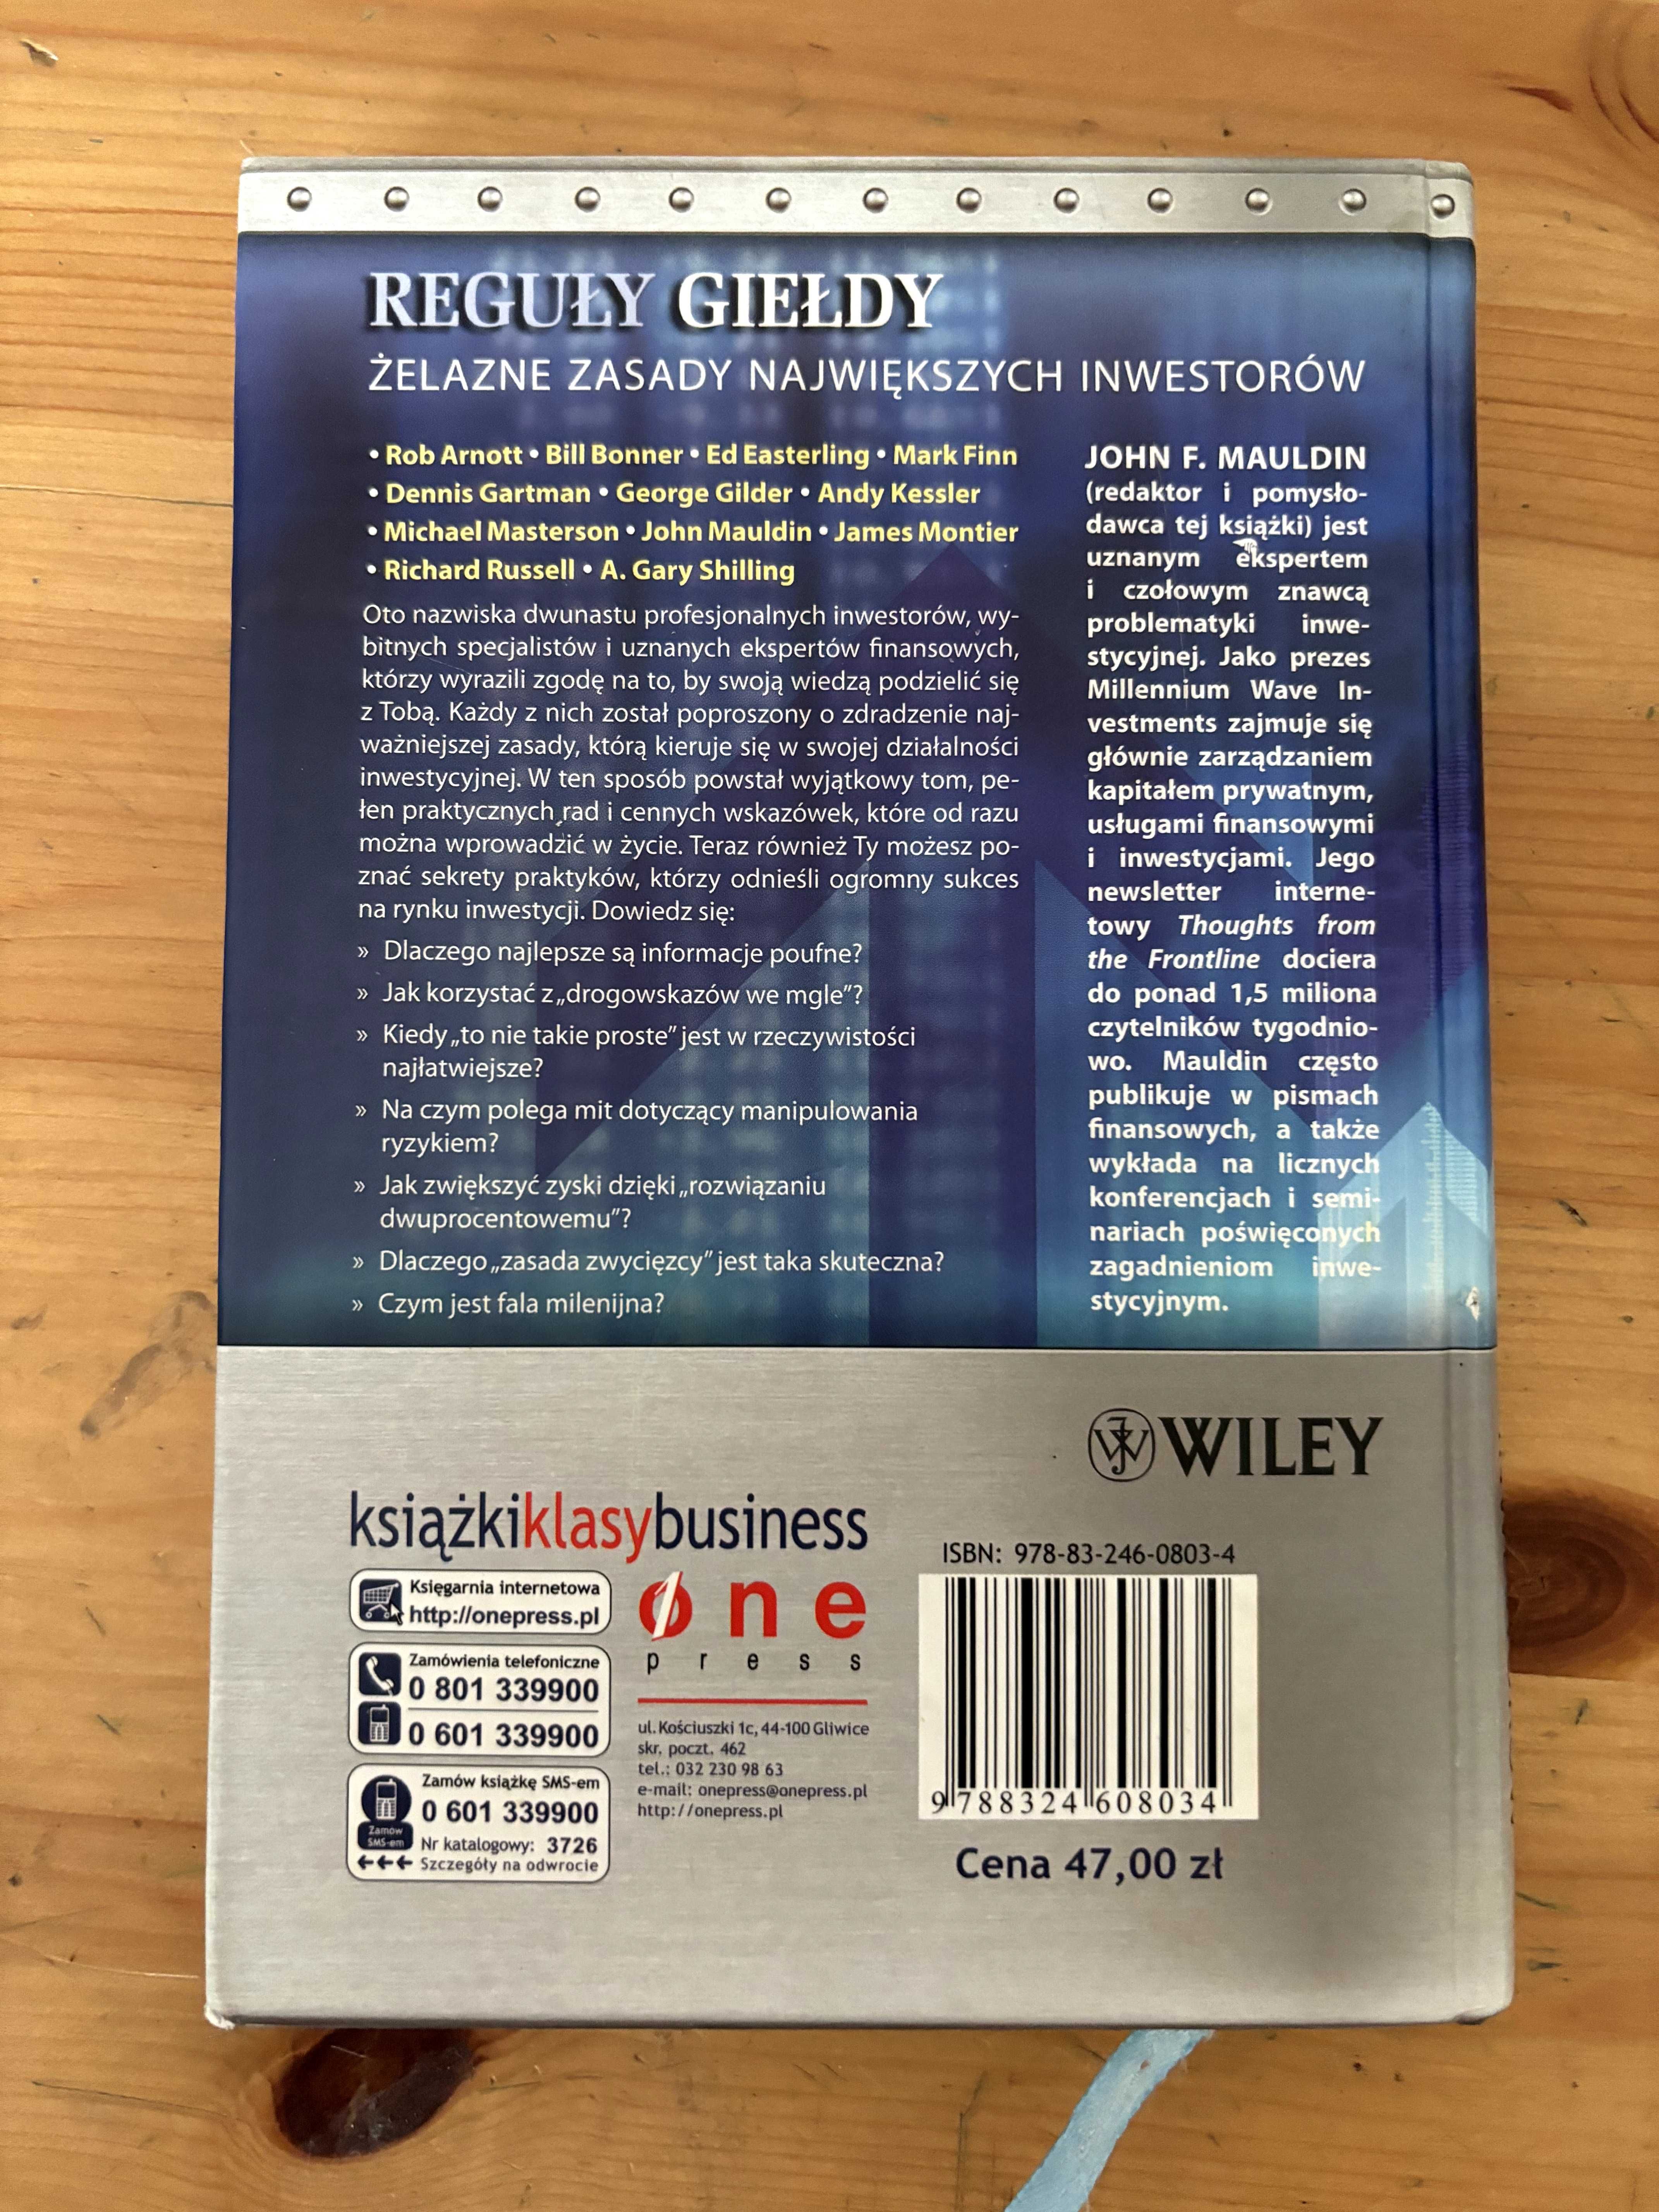 REGUŁY GIEŁDY
ŻELAZNE ZASADY NAJWIĘKSZYCH INWESTORÓW
• Rob Arnott • Bill Bonner • Ed Easterling • Mark Finn
• Dennis Gartman • George Gilder • Andy Kessler
• Michael Masterson • John Mauldin • James Montier
• Richard Russell • A. Gary Shilling
Oto nazwiska dwunastu profesjonalnych inwestorów, wy-
bitnych specjalistów i uznanych ekspertów finansowych,
którzy wyrazili zgodę na to, by swoją wiedzą podzielić się
z Tobą. Każdy z nich został poproszony o zdradzenie naj-
ważniejszej zasady, którą kieruje się w swojej działalności
inwestycyjnej. W ten sposób powstał wyjątkowy tom, pe-
łen praktycznych rad i cennych wskazówek, które od razu
można wprowadzić w życie. Teraz również Ty możesz po-
znać sekrety praktyków, którzy odnieśli ogromny sukces
na rynku inwestycji. Dowiedz się:
» Dlaczego najlepsze są informacje poufne?
» Jak korzystać z „drogowskazów we mgle”?
» Kiedy „to nie takie proste” jest w rzeczywistości
najłatwiejsze?
» Na czym polega mit dotyczący manipulowania
ryzykiem?
» Jak zwiększyć zyski dzięki „rozwiązaniu
dwuprocentowemu”?
» Dlaczego „zasada zwycięzcy” jest taka skuteczna?
» Czym jest fala milenijna?
JOHN F. MAULDIN
(redaktor i pomysło-
dawca tej książki) jest
uznanym ekspertem
i czołowym znawcą
problematyki inwe-
stycyjnej. Jako prezes
Millennium Wave In-
vestments zajmuje się
głównie zarządzaniem
kapitałem prywatnym,
usługami finansowymi
i inwestycjami. Jego
newsletter interne-
towy Thoughts from
the Frontline dociera
do ponad 1,5 miliona
czytelników tygodnio-
wo. Mauldin często
publikuje w pismach
finansowych, a także
wykłada na licznych
konferencjach i semi-
nariach poświęconych
zagadnieniom inwe-
stycyjnym.
WILEY
książkiklasybusiness
Księgarnia internetowa
http://onepress.pl
Zamówienia telefoniczne
0 801 339900
0 601 339900
Zamów książkę SMS-em
0 601 339900
Zamów
SMS-em
Nr katalogowy: 3726
←←← Szczegóły na odwrocie
one
press
ul. Kościuszki 1c, 44-100 Gliwice
skr. poczt. 462
tel.: 032 230 98 63
e-mail: onepress@onepress.pl
http://onepress.pl
ISBN: 978-83-246-0803-4
9 788324 608034
Cena 47,00 zł